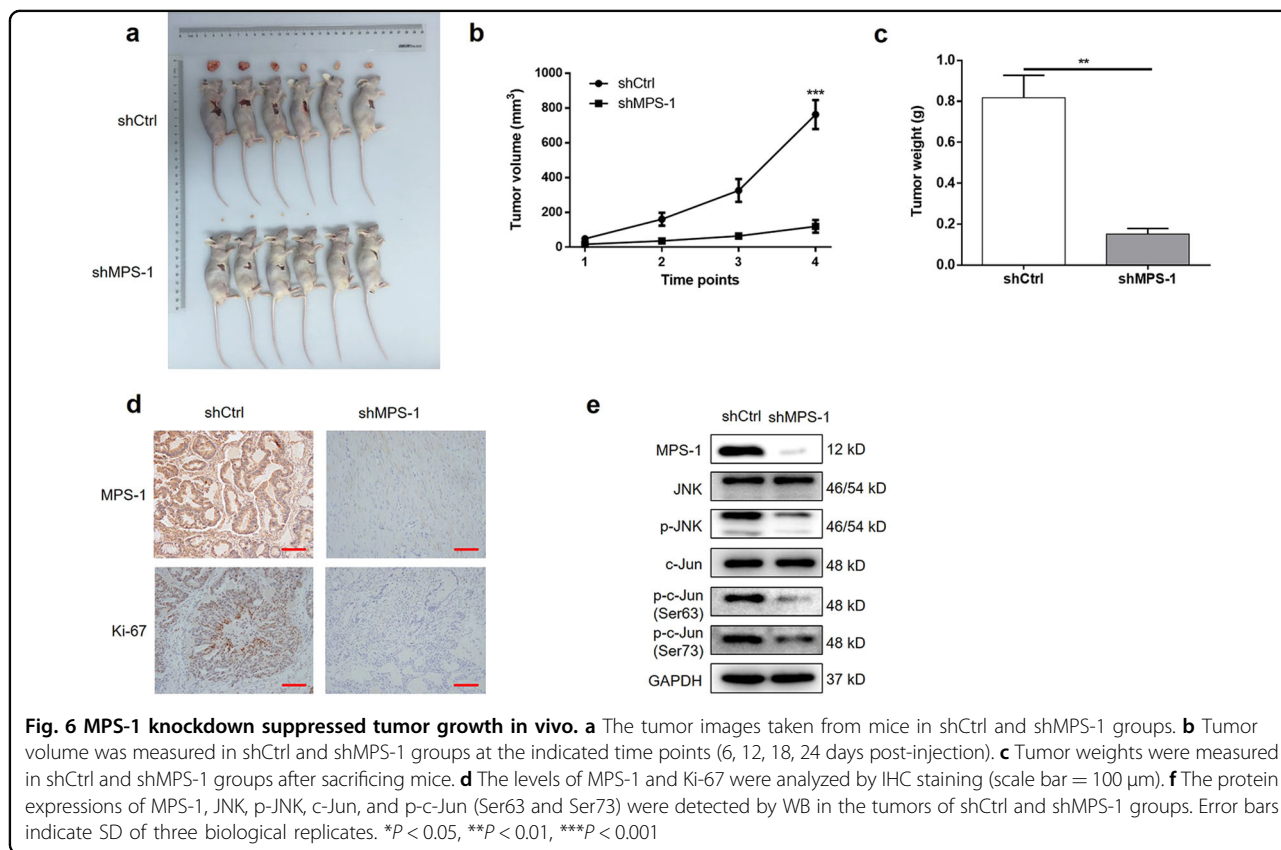 a
shCtrl
shMPS-1
b
Tumor volume (mm³)
1000
800
600
400
200
0
shCtrl
shMPS-1
***
1 2 3 4
Time points
c
Tumor weight (g)
1.0
0.8
0.6
0.4
0.2
0.0
**
shCtrl shMPS-1
d
shCtrl shMPS-1
MPS-1
Ki-67
e
shCtrl shMPS-1
MPS-1 12 kD
JNK 46/54 kD
p-JNK 46/54 kD
c-Jun 48 kD
p-c-Jun
(Ser63) 48 kD
p-c-Jun
(Ser73) 48 kD
GAPDH 37 kD
Fig. 6 MPS-1 knockdown suppressed tumor growth in vivo. a The tumor images taken from mice in shCtrl and shMPS-1 groups. b Tumor
volume was measured in shCtrl and shMPS-1 groups at the indicated time points (6, 12, 18, 24 days post-injection). c Tumor weights were measured
in shCtrl and shMPS-1 groups after sacrificing mice. d The levels of MPS-1 and Ki-67 were analyzed by IHC staining (scale bar = 100 μm). f The protein
expressions of MPS-1, JNK, p-JNK, c-Jun, and p-c-Jun (Ser63 and Ser73) were detected by WB in the tumors of shCtrl and shMPS-1 groups. Error bars
indicate SD of three biological replicates. *P < 0.05, **P < 0.01, ***P < 0.001